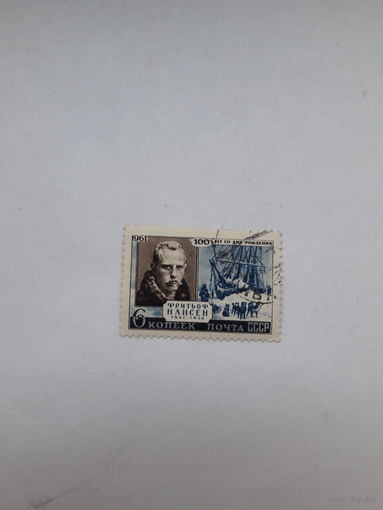 1961
100 ЛЕТ СО ДНЯ РОЖДЕНИЯ
ФРИТЬОФ
НАНСЕН
1861-1930
6 КОПЕЕК ПОЧТА СССР